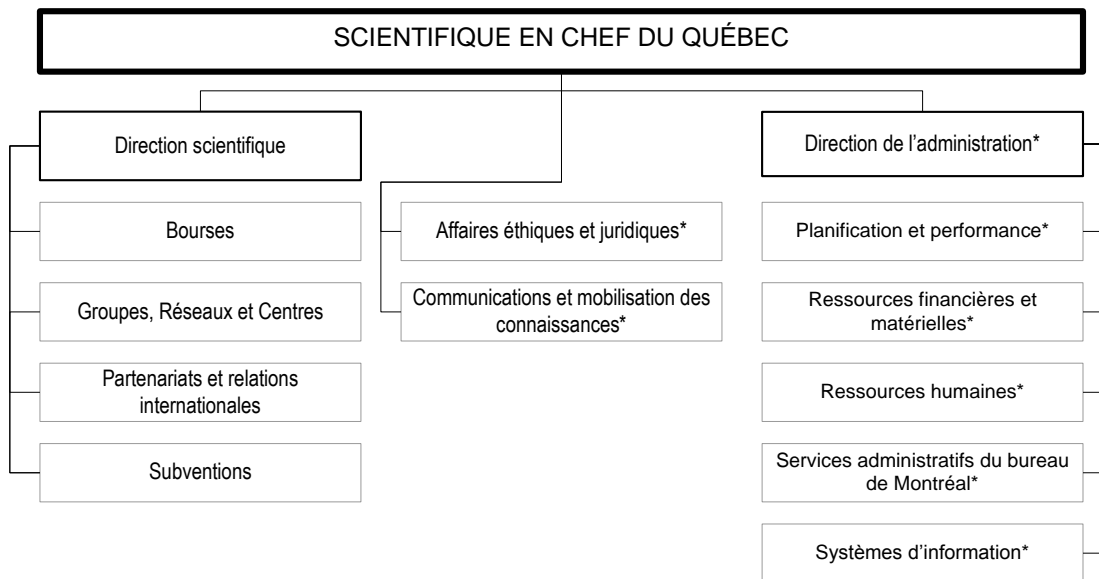 SCIENTIFIQUE EN CHEF DU QUÉBEC
Direction scientifique
Bourses
Groupes, Réseaux et Centres
Partenariats et relations
internationales
Subventions
Affaires éthiques et juridiques*
Communications et mobilisation des
connaissances*
Direction de l’administration*
Planification et performance*
Ressources financières et
matérielles*
Ressources humaines*
Services administratifs du bureau
de Montréal*
Systèmes d’information*